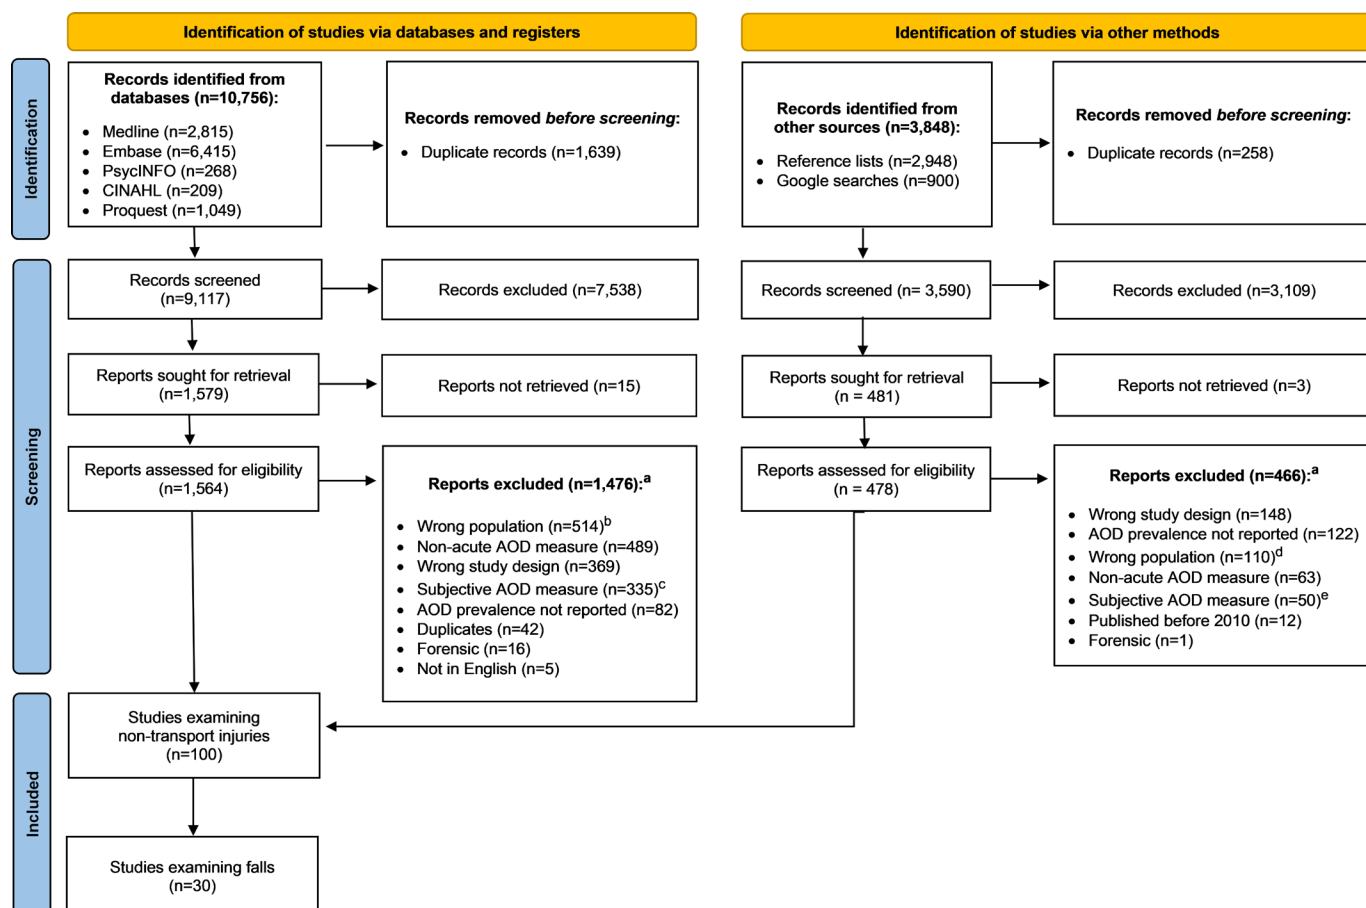 Identification of studies via databases and registers
Identification of studies via other methods
Identification
Records identified from
databases (n=10,756):
• Medline (n=2,815)
• Embase (n=6,415)
• PsycINFO (n=268)
• CINAHL (n=209)
• Proquest (n=1,049)
Records removed before screening:
• Duplicate records (n=1,639)
Records identified from
other sources (n=3,848):
• Reference lists (n=2,948)
• Google searches (n=900)
Records removed before screening:
• Duplicate records (n=258)
Screening
Records screened
(n=9,117)
Records excluded (n=7,538)
Records screened (n= 3,590)
Records excluded (n=3,109)
Reports sought for retrieval
(n=1,579)
Reports not retrieved (n=15)
Reports sought for retrieval
(n = 481)
Reports not retrieved (n=3)
Reports assessed for eligibility
(n=1,564)
Reports excluded (n=1,476):a
• Wrong population (n=514)b
• Non-acute AOD measure (n=489)
• Wrong study design (n=369)
• Subjective AOD measure (n=335)c
• AOD prevalence not reported (n=82)
• Duplicates (n=42)
• Forensic (n=16)
• Not in English (n=5)
Reports assessed for eligibility
(n = 478)
Reports excluded (n=466):a
• Wrong study design (n=148)
• AOD prevalence not reported (n=122)
• Wrong population (n=110)d
• Non-acute AOD measure (n=63)
• Subjective AOD measure (n=50)e
• Published before 2010 (n=12)
• Forensic (n=1)
Included
Studies examining
non-transport injuries
(n=100)
Studies examining falls
(n=30)